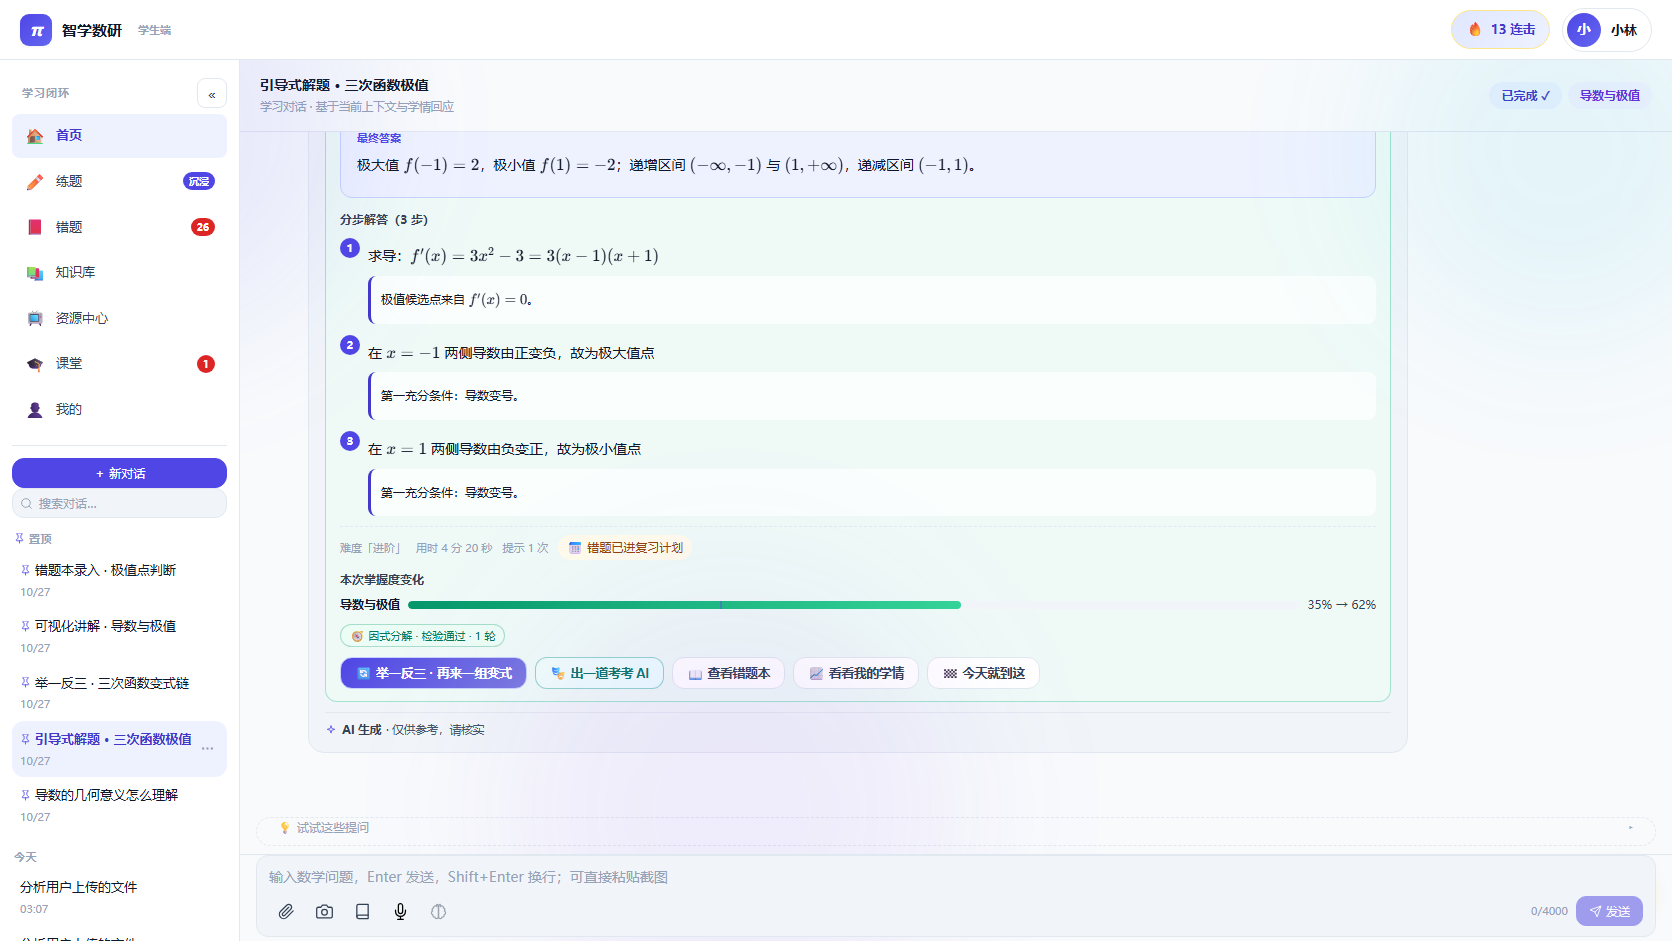 π 智学数研 学生端
🔥 13 连击 小 小林
学习闭环 «
首页
练题 沉浸
错题 26
知识库
资源中心
课堂 1
我的
+ 新对话
搜索对话...
置顶
错题本录入 · 极值点判断
10/27
可视化讲解 · 导数与极值
10/27
举一反三 · 三次函数变式链
10/27
引导式解题 • 三次函数极值 ...
10/27
导数的几何意义怎么理解
10/27
今天
分析用户上传的文件
03:07
引导式解题 • 三次函数极值
学习对话 · 基于当前上下文与学情回应
已完成 ✓ 导数与极值
最终答案
极大值 f(−1) = 2，极小值 f(1) = −2；递增区间 (−∞, −1) 与 (1, +∞)，递减区间 (−1, 1)。
分步解答（3 步）
1 求导：f′(x) = 3x² − 3 = 3(x − 1)(x + 1)
极值候选点来自 f′(x) = 0。
2 在 x = −1 两侧导数由正变负，故为极大值点
第一充分条件：导数变号。
3 在 x = 1 两侧导数由负变正，故为极小值点
第一充分条件：导数变号。
难度「进阶」 用时 4 分 20 秒 提示 1 次 错题已进复习计划
本次掌握度变化
导数与极值 35% → 62%
因式分解 · 检验通过 · 1 轮
举一反三 · 再来一组变式 出一道考考 AI 查看错题本 看看我的学情 今天就到这
AI 生成 · 仅供参考，请核实
试试这些提问
输入数学问题，Enter 发送，Shift+Enter 换行；可直接粘贴截图
0/4000 发送